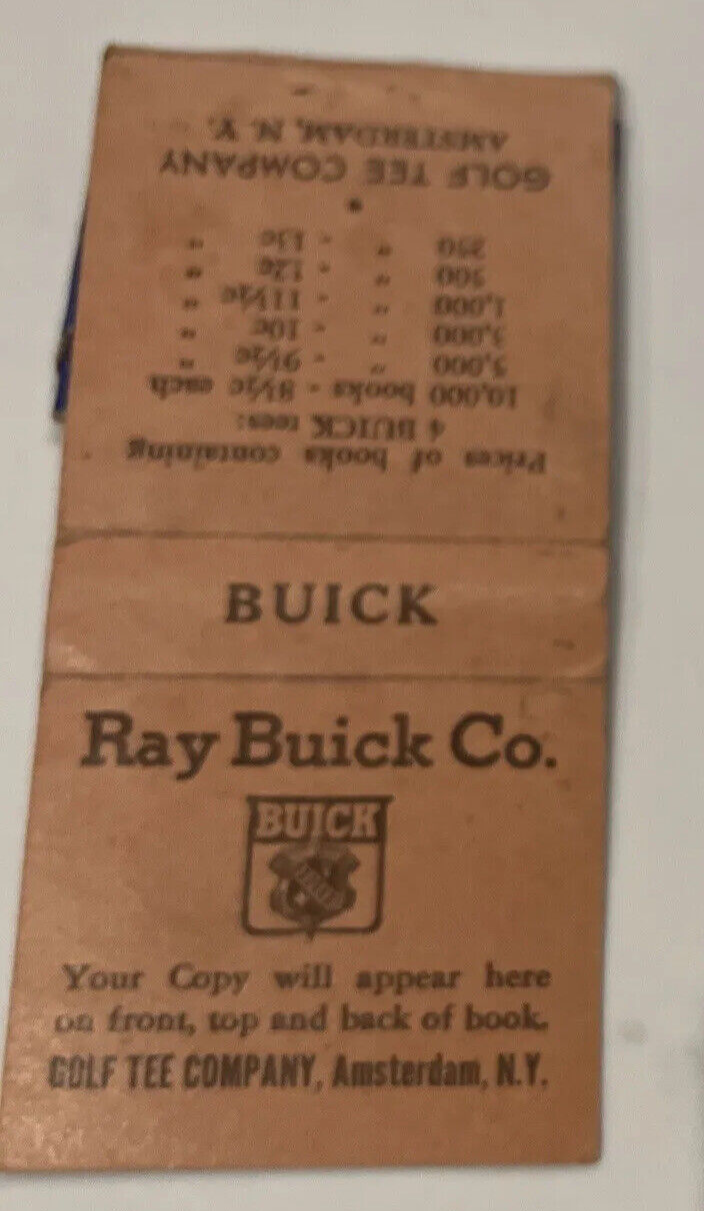 Prices of books containing
4 BUICK tees:
10,000 books - 8½c each
5,000 " - 9½c "
3,000 " - 10c "
1,000 " - 11½c "
500 " - 12c "
250 " - 13c "
GOLF TEE COMPANY
AMSTERDAM, N. Y.
BUICK
Ray Buick Co.
BUICK
Your Copy will appear here
on front, top and back of book.
GOLF TEE COMPANY, Amsterdam, N.Y.